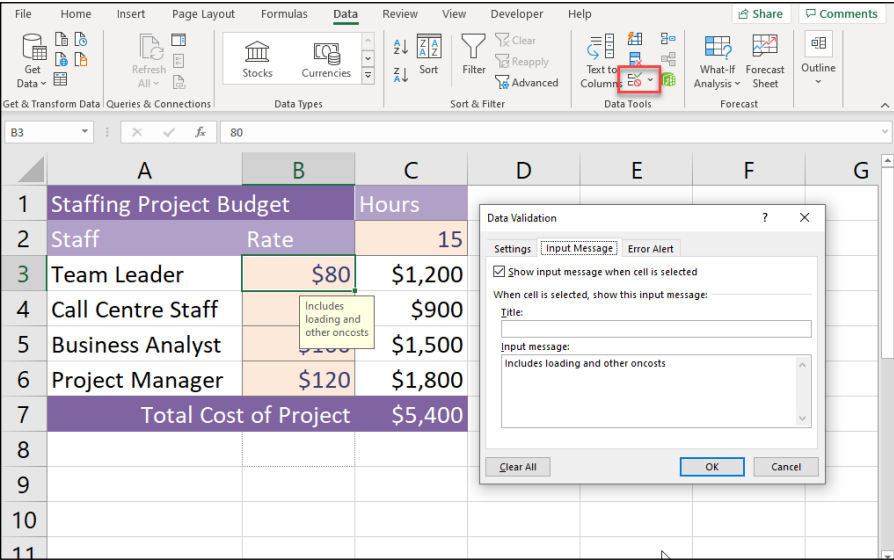 File Home Insert Page Layout Formulas Data Review View Developer Help Share Comments
Get Data
Refresh All
Stocks
Currencies
Sort
Filter
Clear
Reapply
Advanced
Text to Columns
What-If Analysis
Forecast Sheet
Outline
Get & Transform Data Queries & Connections Data Types Sort & Filter Data Tools Forecast
B3 fx 80
A B C D E F G
1 Staffing Project Budget Hours
2 Staff Rate 15
3 Team Leader $80 $1,200
4 Call Centre Staff $900
5 Business Analyst $1,500
6 Project Manager $120 $1,800
7 Total Cost of Project $5,400
8
9
10
11
Includes
loading and
other oncosts
Data Validation ?
Settings Input Message Error Alert
Show input message when cell is selected
When cell is selected, show this input message:
Title:
Input message:
Includes loading and other oncosts
Clear All OK Cancel